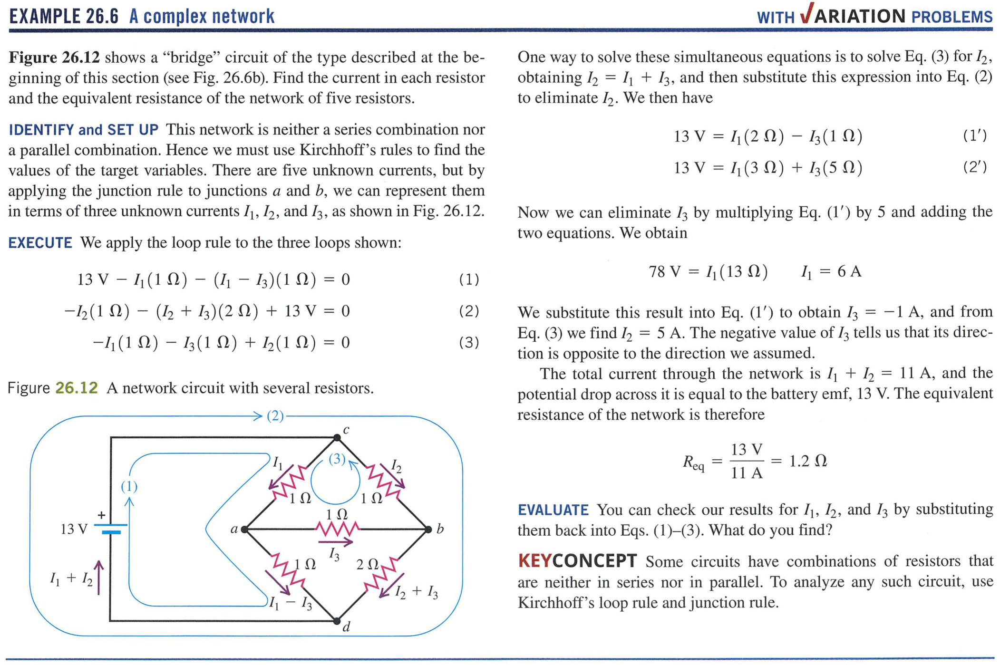 EXAMPLE 26.6 A complex network
WITH VARIATION PROBLEMS
Figure 26.12 shows a “bridge” circuit of the type described at the be-
ginning of this section (see Fig. 26.6b). Find the current in each resistor
and the equivalent resistance of the network of five resistors.
IDENTIFY and SET UP This network is neither a series combination nor
a parallel combination. Hence we must use Kirchhoff’s rules to find the
values of the target variables. There are five unknown currents, but by
applying the junction rule to junctions a and b, we can represent them
in terms of three unknown currents I₁, I₂, and I₃, as shown in Fig. 26.12.
EXECUTE We apply the loop rule to the three loops shown:
13 V − I₁(1 Ω) − (I₁ − I₃)(1 Ω) = 0 (1)
−I₂(1 Ω) − (I₂ + I₃)(2 Ω) + 13 V = 0 (2)
−I₁(1 Ω) − I₃(1 Ω) + I₂(1 Ω) = 0 (3)
Figure 26.12 A network circuit with several resistors.
(2)
c
I₁
(3)
I₂
(1)
1 Ω
1 Ω
+
13 V
1 Ω
a
b
I₃
1 Ω
2 Ω
I₁ + I₂
I₂ + I₃
I₁ − I₃
d
One way to solve these simultaneous equations is to solve Eq. (3) for I₂,
obtaining I₂ = I₁ + I₃, and then substitute this expression into Eq. (2)
to eliminate I₂. We then have
13 V = I₁(2 Ω) − I₃(1 Ω) (1′)
13 V = I₁(3 Ω) + I₃(5 Ω) (2′)
Now we can eliminate I₃ by multiplying Eq. (1′) by 5 and adding the
two equations. We obtain
78 V = I₁(13 Ω) I₁ = 6 A
We substitute this result into Eq. (1′) to obtain I₃ = −1 A, and from
Eq. (3) we find I₂ = 5 A. The negative value of I₃ tells us that its direc-
tion is opposite to the direction we assumed.
The total current through the network is I₁ + I₂ = 11 A, and the
potential drop across it is equal to the battery emf, 13 V. The equivalent
resistance of the network is therefore
R_eq = 13 V / 11 A = 1.2 Ω
EVALUATE You can check our results for I₁, I₂, and I₃ by substituting
them back into Eqs. (1)–(3). What do you find?
KEYCONCEPT Some circuits have combinations of resistors that
are neither in series nor in parallel. To analyze any such circuit, use
Kirchhoff’s loop rule and junction rule.